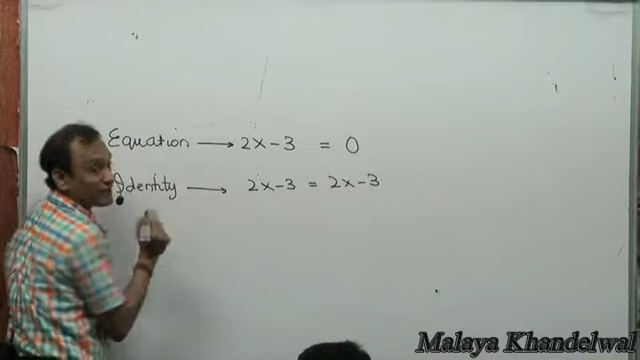 Equation → 2x-3 = 0
Identity → 2x-3 = 2x-3
Malaya Khandelwal